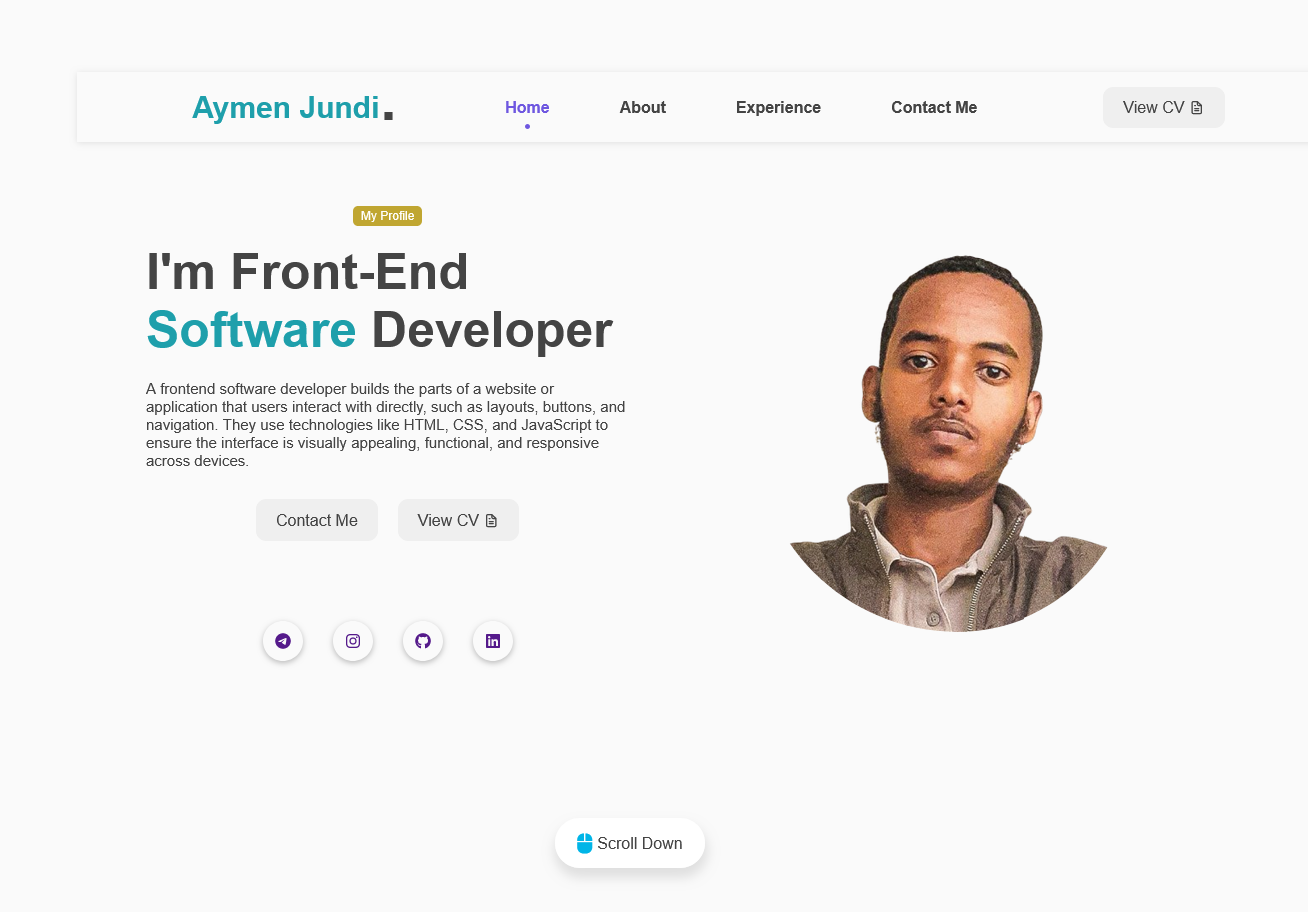 Aymen Jundi.
Home
About
Experience
Contact Me
View CV
My Profile
I'm Front-End
Software Developer
A frontend software developer builds the parts of a website or
application that users interact with directly, such as layouts, buttons, and
navigation. They use technologies like HTML, CSS, and JavaScript to
ensure the interface is visually appealing, functional, and responsive
across devices.
Contact Me
View CV
in
Scroll Down